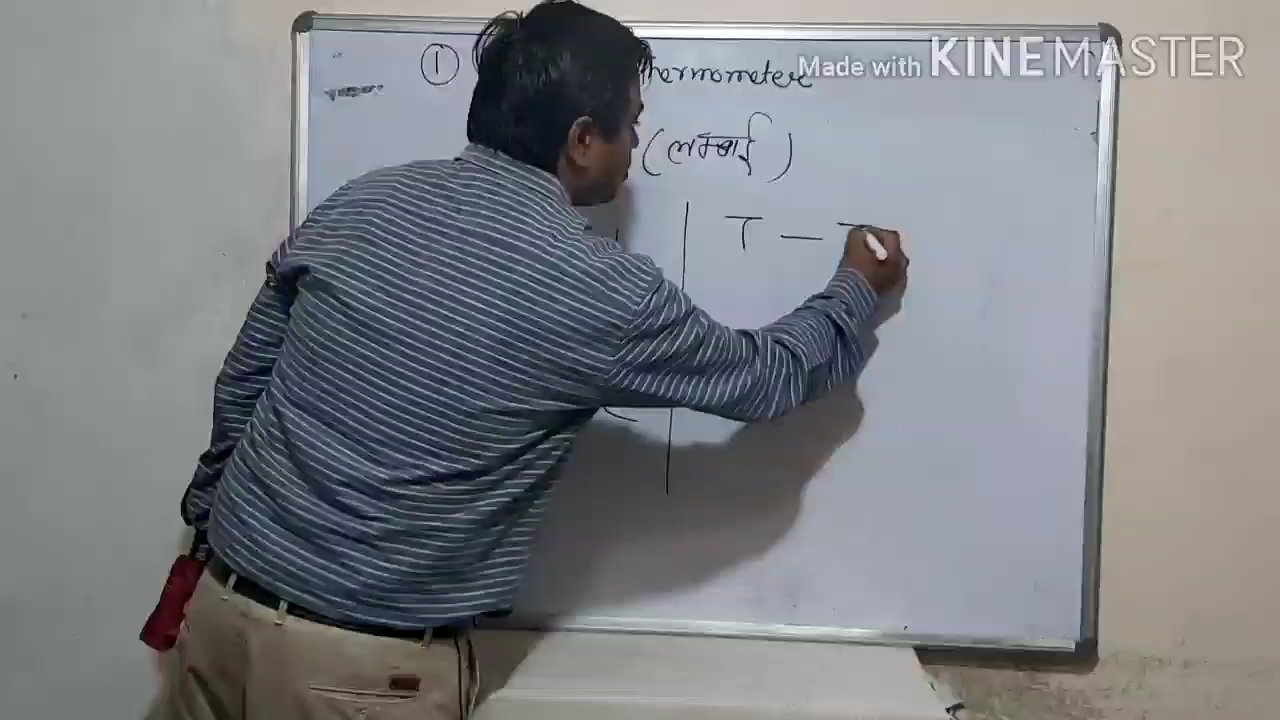 ① Thermometer
Made with KINEMASTER
(लम्बाई)
T — T